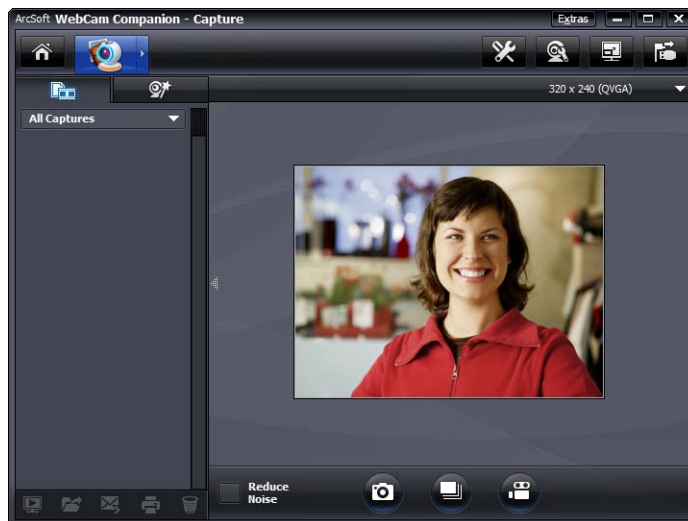 ArcSoft WebCam Companion - Capture
Extras
320 x 240 (QVGA)
All Captures
Reduce
Noise